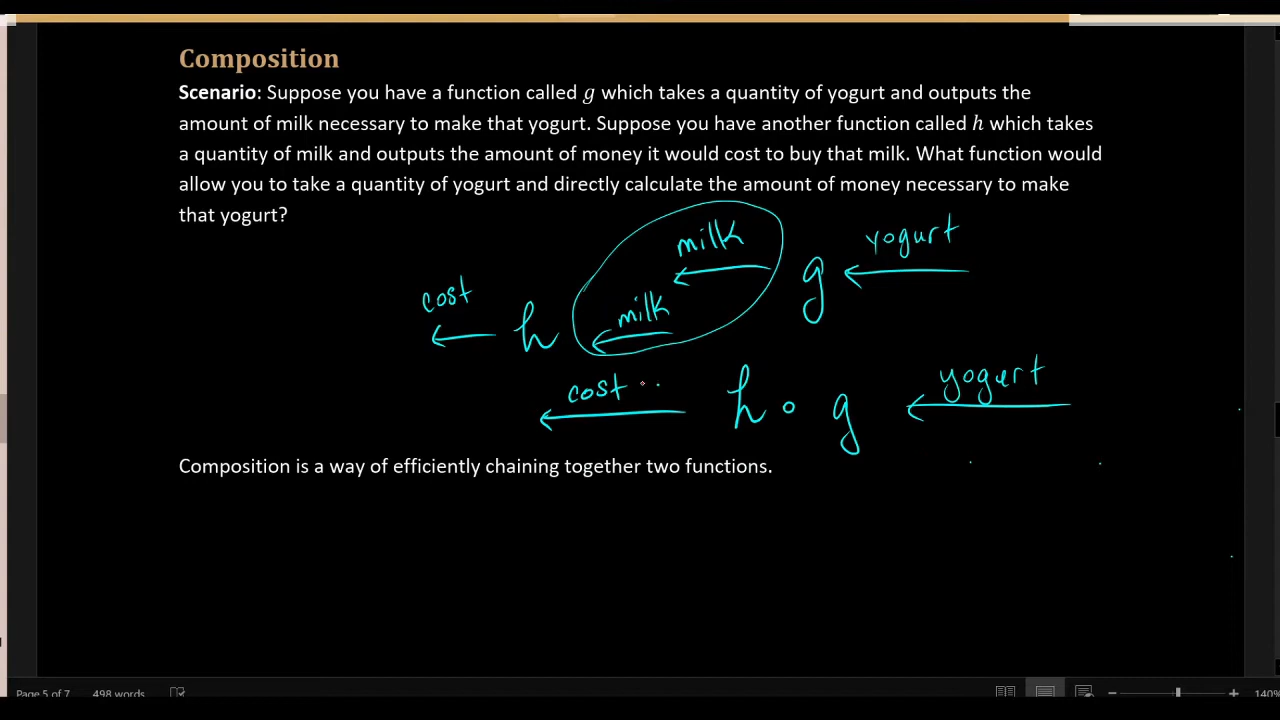 Composition
Scenario: Suppose you have a function called g which takes a quantity of yogurt and outputs the
amount of milk necessary to make that yogurt. Suppose you have another function called h which takes
a quantity of milk and outputs the amount of money it would cost to buy that milk. What function would
allow you to take a quantity of yogurt and directly calculate the amount of money necessary to make
that yogurt?
milk yogurt
g
cost milk
h
cost h ∘ g yogurt
Composition is a way of efficiently chaining together two functions.
Page 5 of 7 498 words 140%